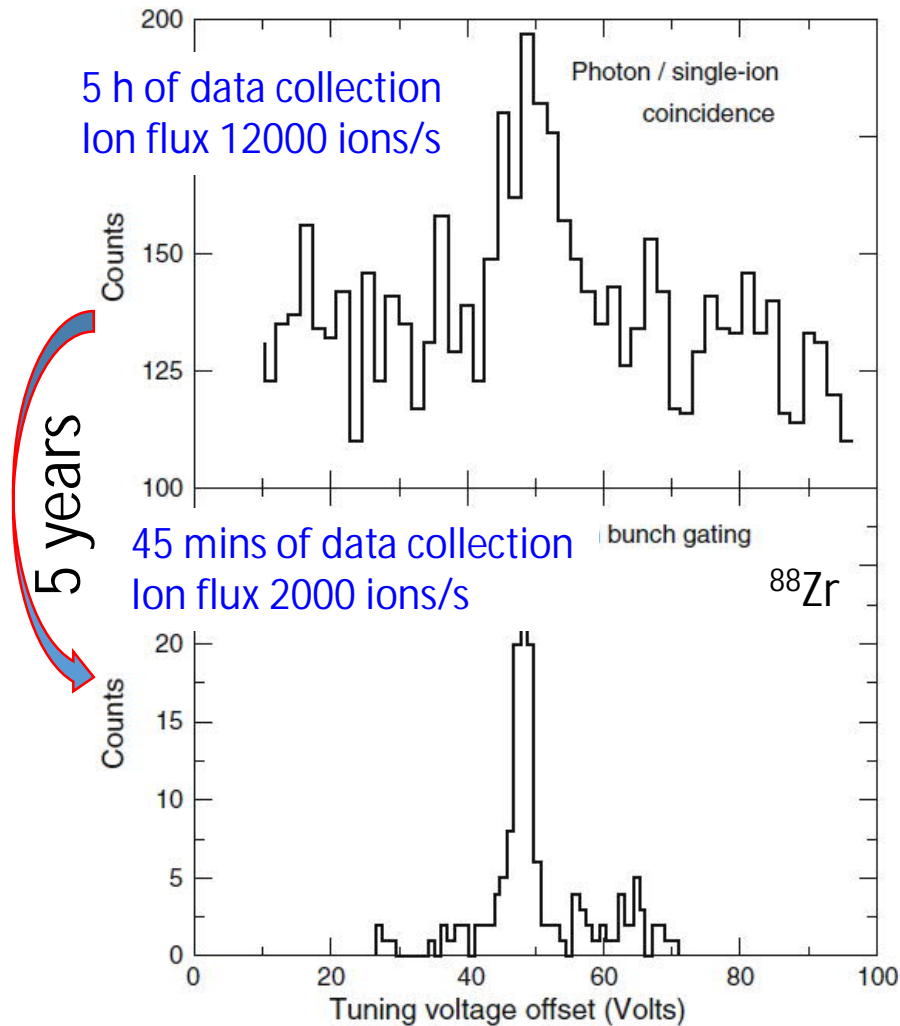 200
5 h of data collection
Ion flux 12000 ions/s
Photon / single-ion
coincidence
Counts
150
125
100
5 years
45 mins of data collection
Ion flux 2000 ions/s
bunch gating
88Zr
20
15
10
5
0
Counts
0 20 40 60 80 100
Tuning voltage offset (Volts)